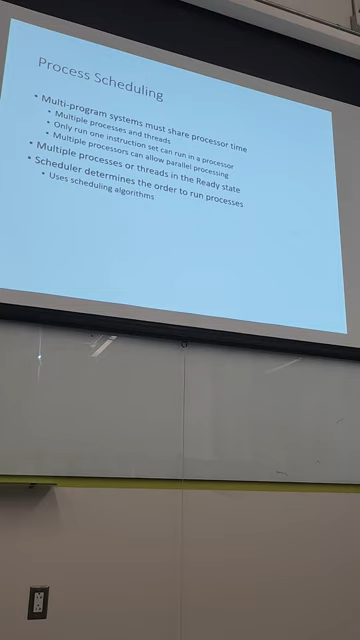 Process Scheduling
• Multi-program systems must share processor time
• Multiple processes and threads
• Only run one instruction set can run in a processor
• Multiple processors can allow parallel processing
• Multiple processes or threads in the Ready state
• Scheduler determines the order to run processes
• Uses scheduling algorithms